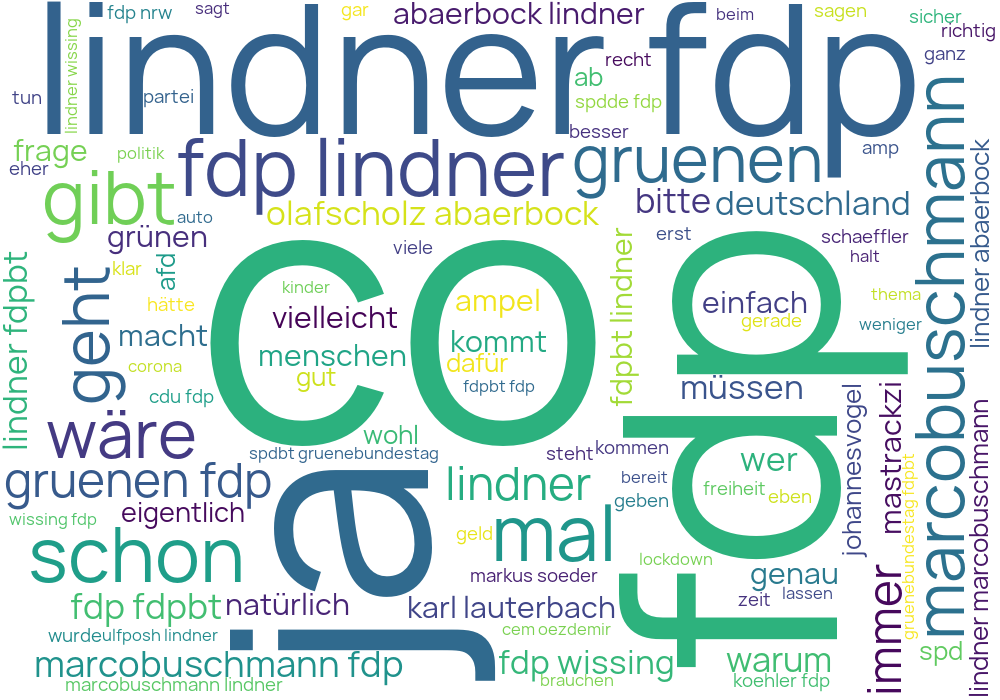 fdp nrw
sagt
gar
abaerbock lindner
beim
sagen
sicher
richtig
lindner fdp
lindner wissing
recht
ganz
tun
partei
ab
spdde fdp
besser
frage
politik
fdp lindner
gruenen
amp
eher
gibt
auto
olafscholz abaerbock
bitte
deutschland
marcobuschmann
lindner abaerbock
grünen
viele
erst
schaeffler
halt
lindner fdpbt
geht
klar
afd
co
fdp
fdpbt lindner
kinder
hätte
ampel
einfach
thema
vielleicht
gerade
weniger
macht
menschen
kommt
corona
gut
dafür
fdpbt fdp
müssen
cdu fdp
johannesvogel
mastrackzi
lindner marcobuschmann
wäre
wohl
spdbt gruenebundestag
steht
kommen
wer
gruenen fdp
ja
lindner
bereit
freiheit
eben
geben
gruenebundestag fdpbt
wissing fdp
eigentlich
schon
geld
mal
lockdown
markus soeder
genau
immer
fdp fdpbt
natürlich
karl lauterbach
zeit
lassen
wurdeulfposh lindner
cem oezdemir
spd
marcobuschmann fdp
fdp wissing
warum
marcobuschmann lindner
brauchen
koehler fdp